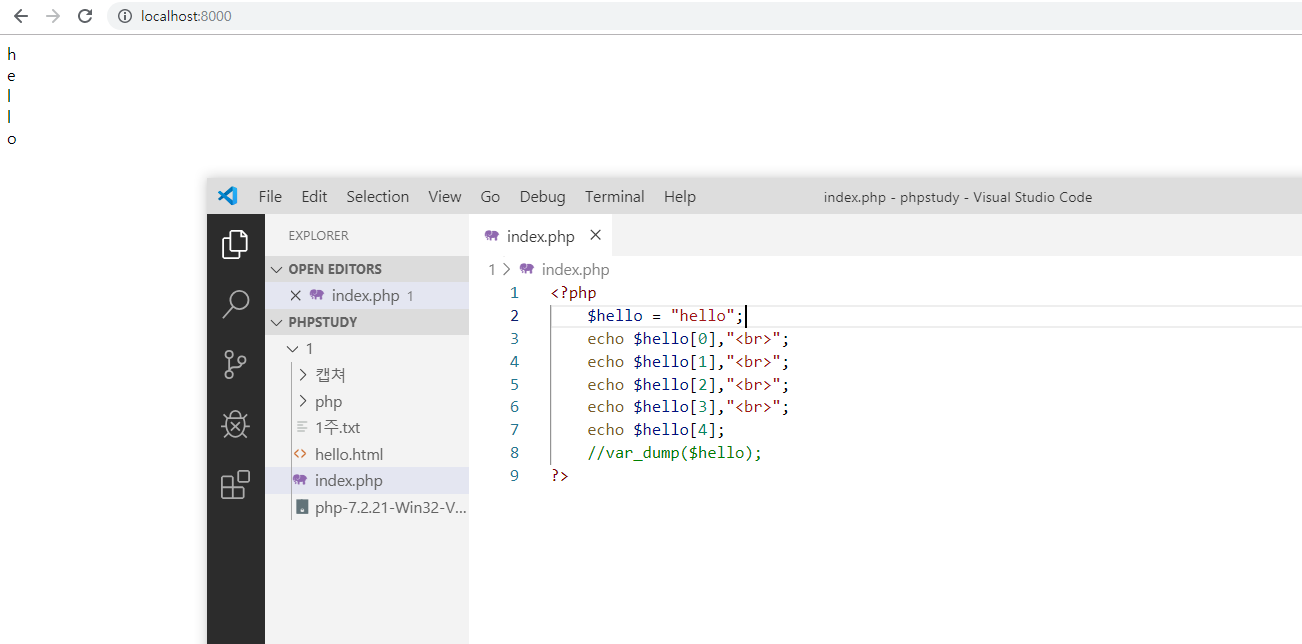 localhost:8000
h
e
l
l
o
File Edit Selection View Go Debug Terminal Help index.php - phpstudy - Visual Studio Code
EXPLORER
OPEN EDITORS
index.php 1
PHPSTUDY
1
캡쳐
php
1주.txt
hello.html
index.php
php-7.2.21-Win32-V...
index.php
1 > index.php
1 <?php
2 $hello = "hello";
3 echo $hello[0],"<br>";
4 echo $hello[1],"<br>";
5 echo $hello[2],"<br>";
6 echo $hello[3],"<br>";
7 echo $hello[4];
8 //var_dump($hello);
9 ?>